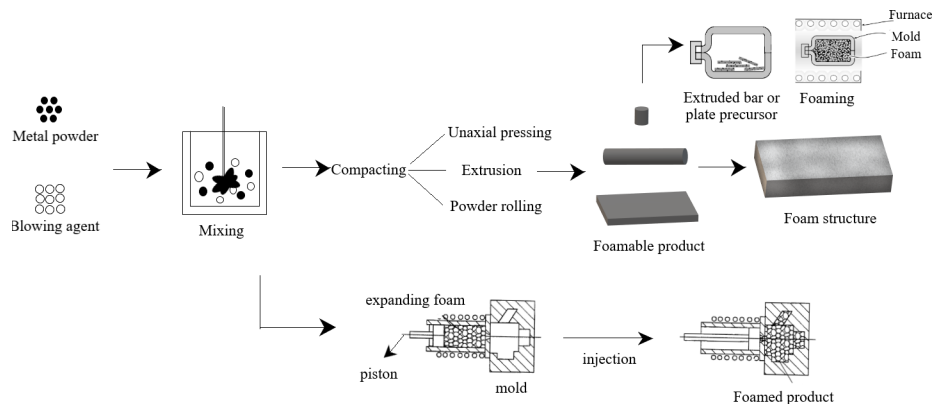 Furnace
Mold
Foam
Extruded bar or
plate precursor
Foaming
Metal powder
Unaxial pressing
Compacting
Extrusion
Blowing agent
Mixing
Powder rolling
Foamable product
Foam structure
expanding foam
piston
mold
injection
Foamed product